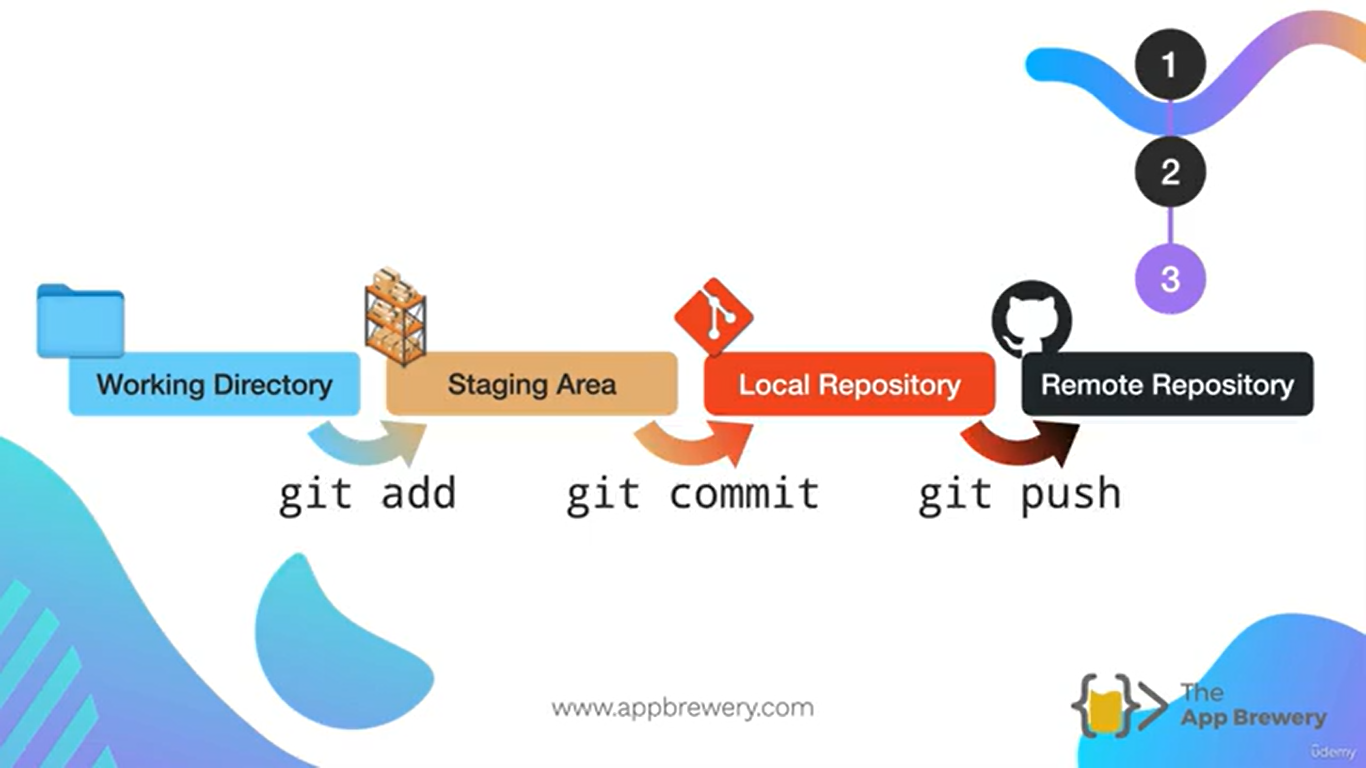 1
2
3
Working Directory
Staging Area
Local Repository
Remote Repository
git add
git commit
git push
www.appbrewery.com
The
App Brewery
ûdemy